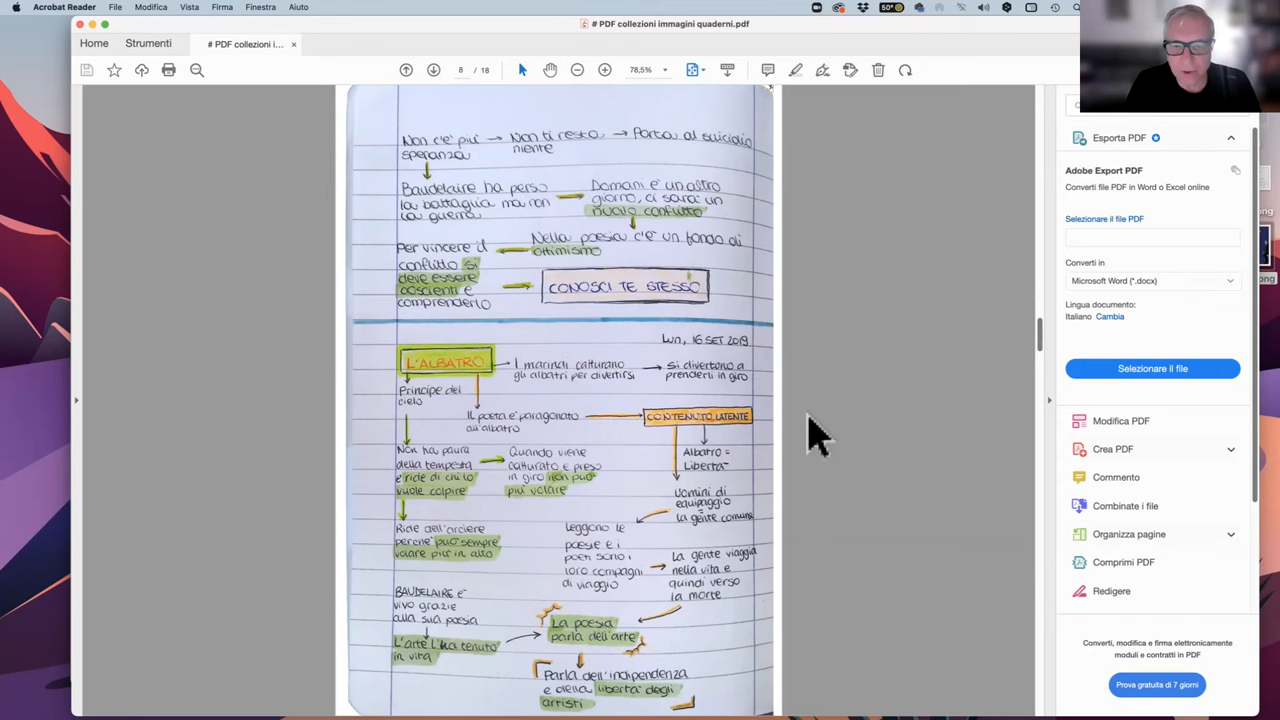 Acrobat Reader File Modifica Vista Firma Finestra Aiuto 50°
# PDF collezioni immagini quaderni.pdf
Home Strumenti # PDF collezioni i... ×
8 / 18 78,5%
Non c'è più → Non ti resta → Porta al suicidio
speranza niente
Baudelaire ha perso
la battaglia ma non
la guerra
Domani è un altro
giorno, ci sarà un
nuovo conflitto
Nella poesia c'è un fondo di
ottimismo
Per vincere il
conflitto si
deve essere
coscienti e
comprenderlo
CONOSCI TE STESSO
Lun, 16 SET 2019
L'ALBATRO
I marinai catturano
gli albatri per divertirsi
si divertono a
prenderli in giro
Principe del
cielo
Il poeta è paragonato
all'albatro
CONTENUTO LATENTE
Non ha paura
della tempesta
e ride di chi lo
vuole colpire
Quando viene
catturato e preso
in giro non può
più volare
Albatro =
Libertà
Uomini di
equipaggio
=
la gente comune
Ride dell'arciere
perchè può sempre
volare più in alto
Leggono le
poesie e i
poeti sono i
loro compagni
di viaggio
La gente viaggia
nella vita e
quindi verso
la morte
BAUDELAIRE è
vivo grazie
alla sua poesia
L'arte l'ha tenuto
in vita
La poesia
parla dell'arte
Parla dell'indipendenza
e della libertà degli
artisti
Esporta PDF
Adobe Export PDF
Converti file PDF in Word o Excel online
Selezionare il file PDF
Converti in
Microsoft Word (*.docx)
Lingua documento:
Italiano Cambia
Selezionare il file
Modifica PDF
Crea PDF
Commento
Combinate i file
Organizza pagine
Comprimi PDF
Redigere
Converti, modifica e firma elettronicamente
moduli e contratti in PDF
Prova gratuita di 7 giorni
ong
ong